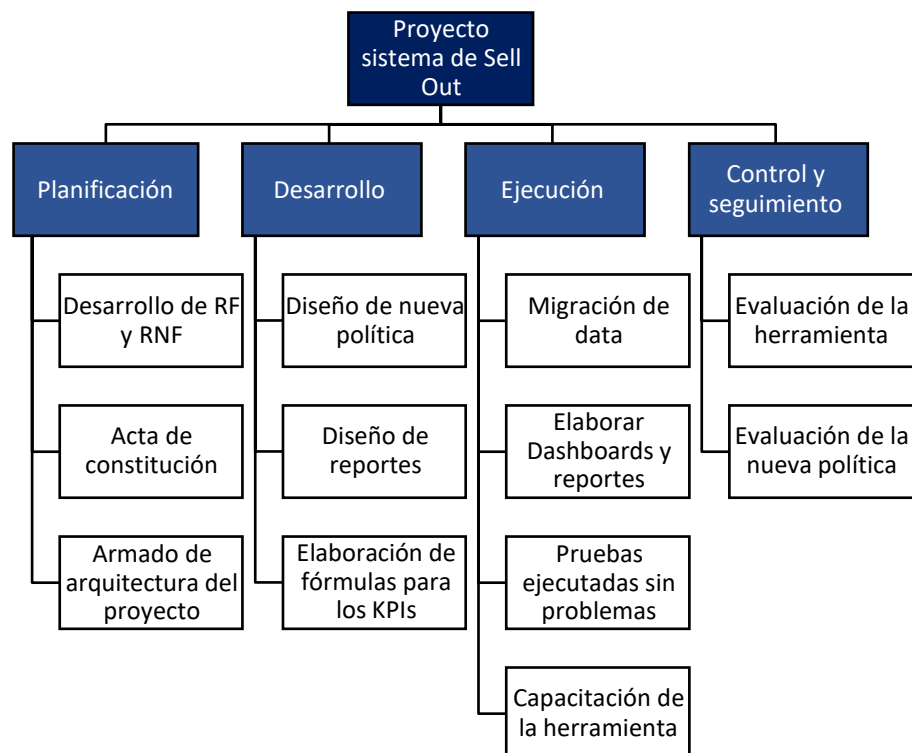 Proyecto
sistema de Sell
Out
Planificación
Desarrollo
Ejecución
Control y
seguimiento
Desarrollo de RF
y RNF
Diseño de nueva
política
Migración de
data
Evaluación de la
herramienta
Acta de
constitución
Diseño de
reportes
Elaborar
Dashboards y
reportes
Evaluación de la
nueva política
Armado de
arquitectura del
proyecto
Elaboración de
fórmulas para
los KPIs
Pruebas
ejecutadas sin
problemas
Capacitación de
la herramienta